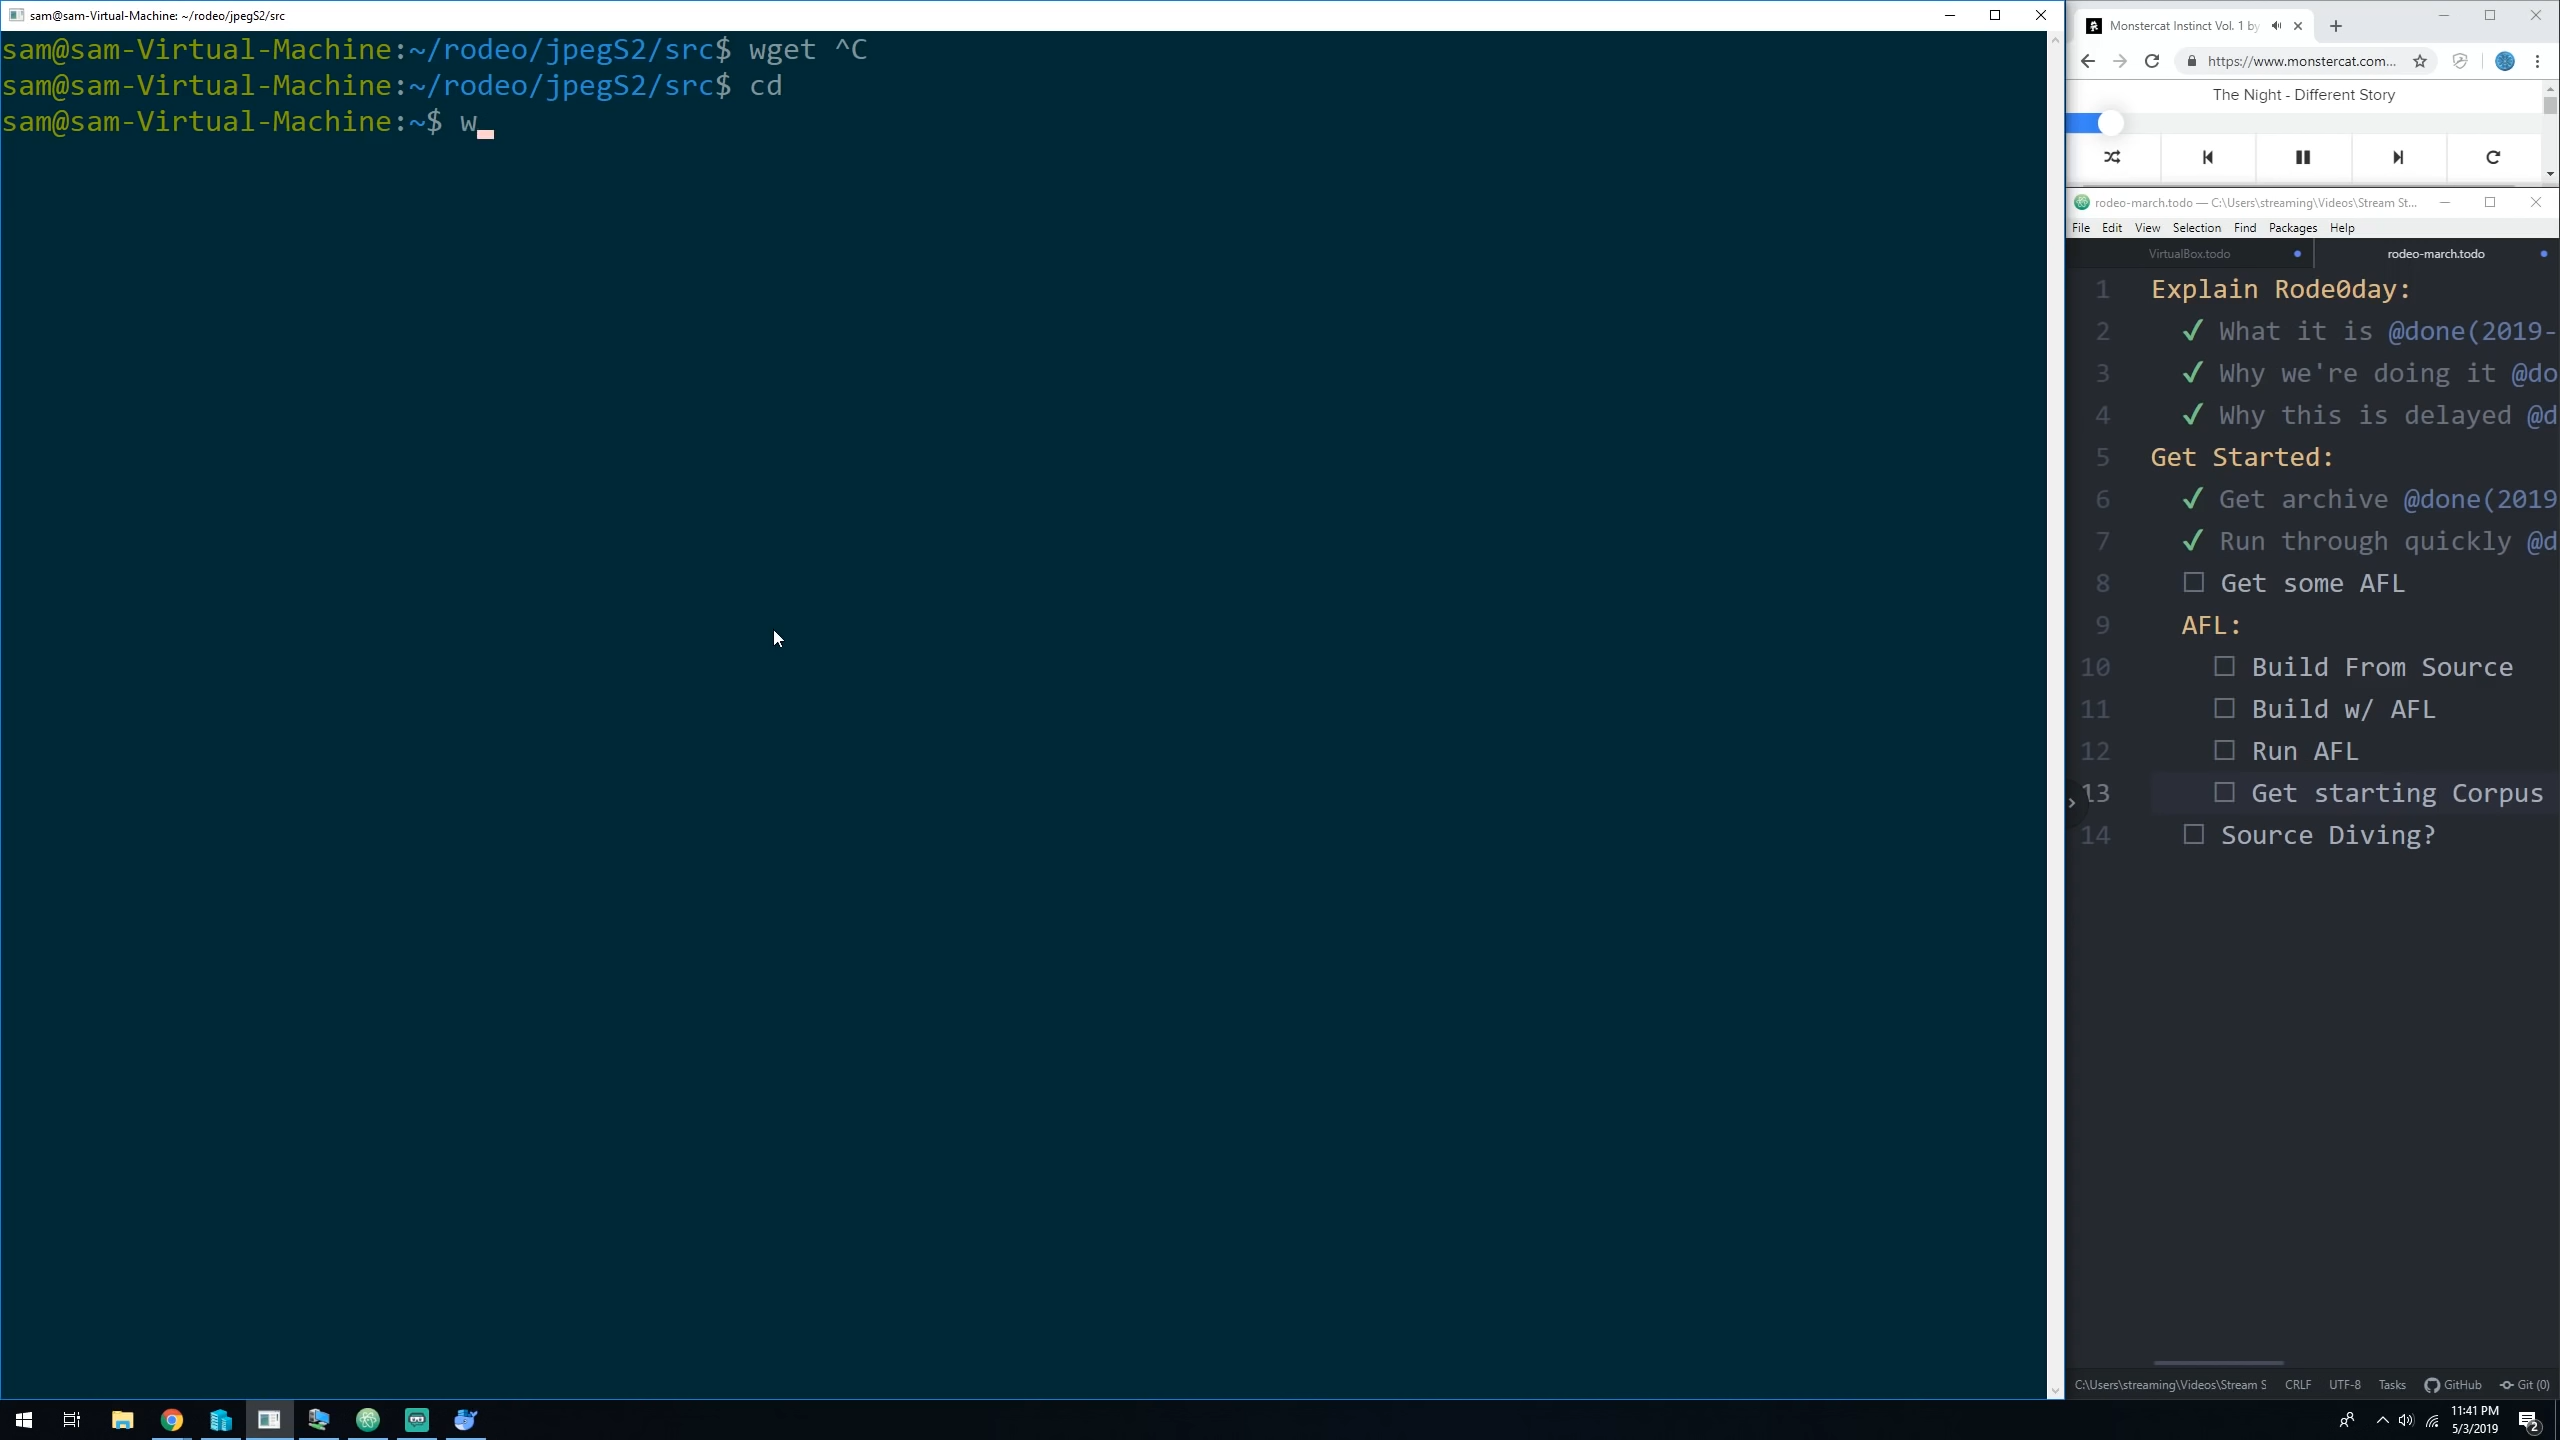 sam@sam-Virtual-Machine: ~/rodeo/jpegS2/src
sam@sam-Virtual-Machine:~/rodeo/jpegS2/src$ wget ^C
sam@sam-Virtual-Machine:~/rodeo/jpegS2/src$ cd
sam@sam-Virtual-Machine:~$ w
Monstercat Instinct Vol. 1 by
https://www.monstercat.com...
The Night - Different Story
rodeo-march.todo — C:\Users\streaming\Videos\Stream St...
File Edit View Selection Find Packages Help
VirtualBox.todo rodeo-march.todo
1 Explain Rode0day:
2 ✓ What it is @done(2019-
3 ✓ Why we're doing it @do
4 ✓ Why this is delayed @d
5 Get Started:
6 ✓ Get archive @done(2019
7 ✓ Run through quickly @d
8 ☐ Get some AFL
9 AFL:
10 ☐ Build From Source
11 ☐ Build w/ AFL
12 ☐ Run AFL
13 ☐ Get starting Corpus
14 ☐ Source Diving?
C:\Users\streaming\Videos\Stream S CRLF UTF-8 Tasks GitHub Git (0)
11:41 PM
5/3/2019
2